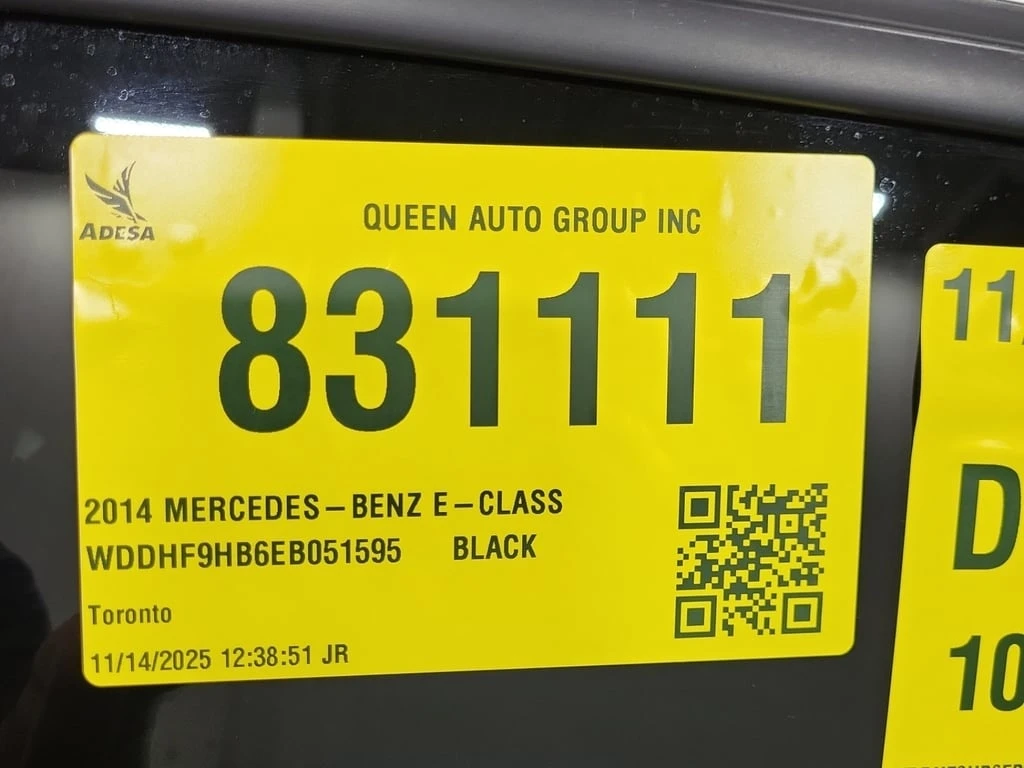 ADESA
QUEEN AUTO GROUP INC
831111
2014 MERCEDES–BENZ E–CLASS
WDDHF9HB6EB051595 BLACK
Toronto
11/14/2025 12:38:51 JR
11/
D
10